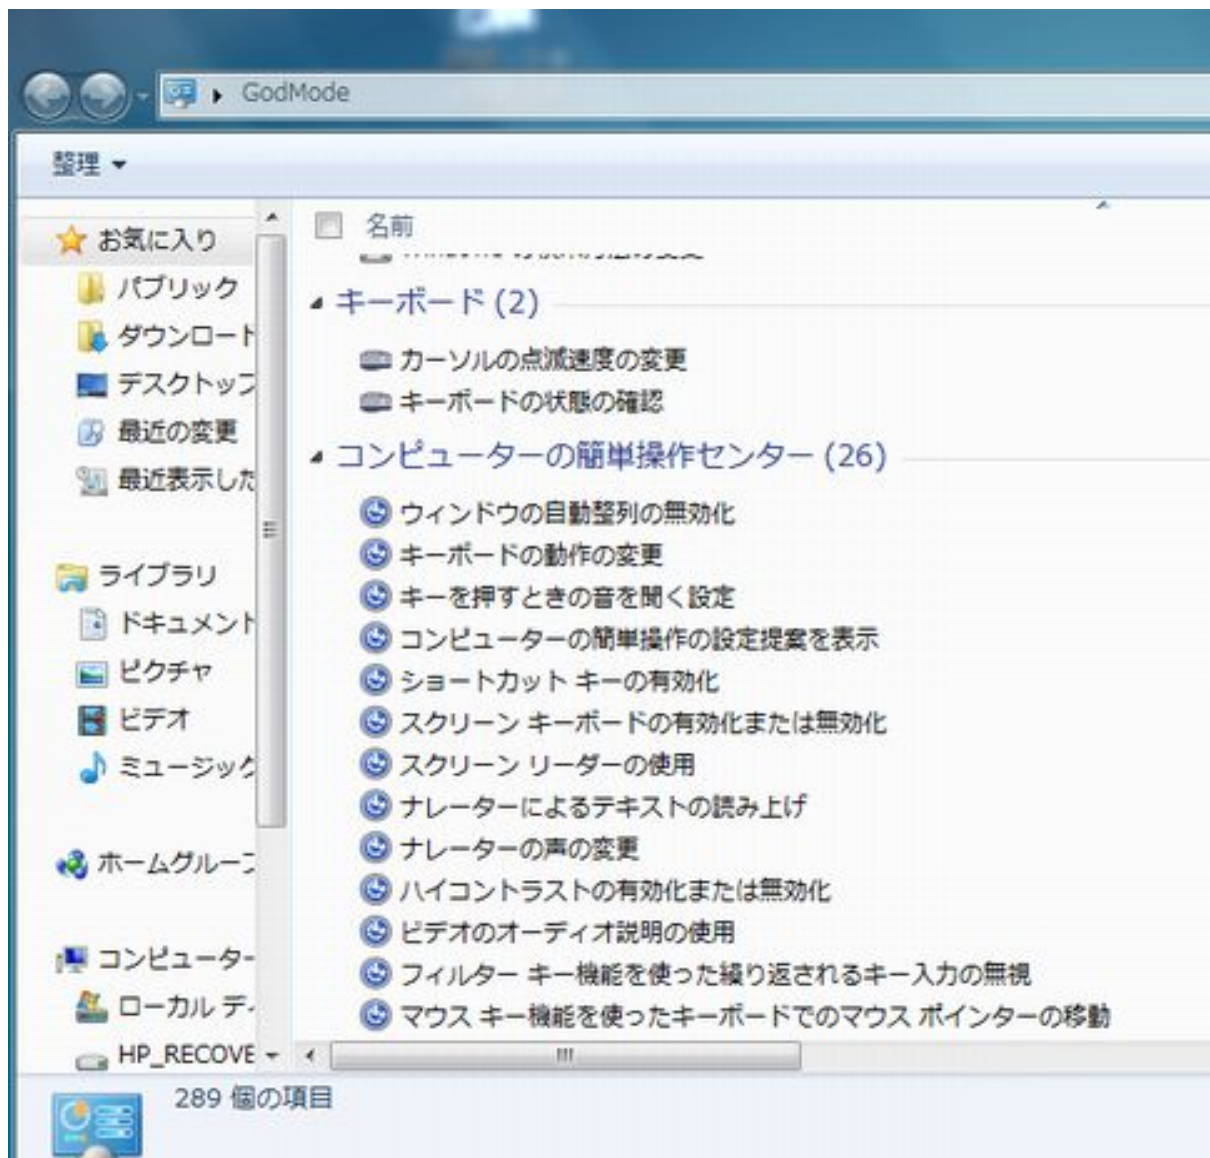 GodMode
整理
お気に入り
パブリック
ダウンロード
デスクトップ
最近の変更
最近表示した
ライブラリ
ドキュメント
ピクチャ
ビデオ
ミュージック
ホームグループ
コンピューター
ローカル ディ
HP_RECOVE
名前
キーボード (2)
カーソルの点滅速度の変更
キーボードの状態の確認
コンピューターの簡単操作センター (26)
ウィンドウの自動整列の無効化
キーボードの動作の変更
キーを押すときの音を聞く設定
コンピューターの簡単操作の設定提案を表示
ショートカット キーの有効化
スクリーン キーボードの有効化または無効化
スクリーン リーダーの使用
ナレーターによるテキストの読み上げ
ナレーターの声の変更
ハイコントラストの有効化または無効化
ビデオのオーディオ説明の使用
フィルター キー機能を使った繰り返されるキー入力の無視
マウス キー機能を使ったキーボードでのマウス ポインターの移動
289 個の項目